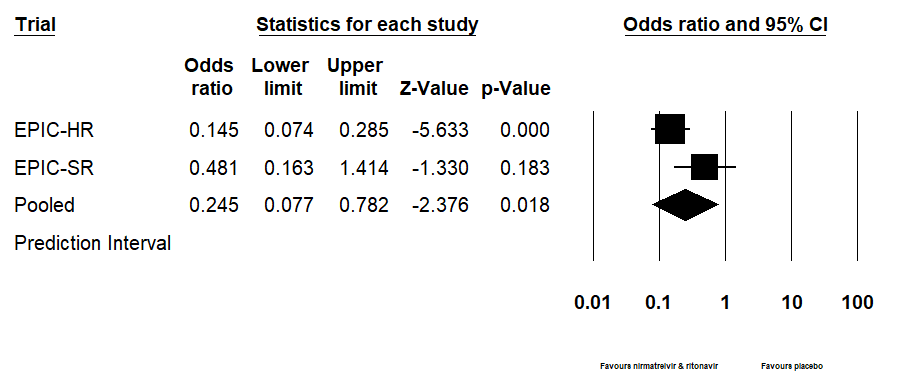 Trial Statistics for each study Odds ratio and 95% CI
Odds Lower Upper
ratio limit limit Z-Value p-Value
EPIC-HR 0.145 0.074 0.285 -5.633 0.000
EPIC-SR 0.481 0.163 1.414 -1.330 0.183
Pooled 0.245 0.077 0.782 -2.376 0.018
Prediction Interval
0.01 0.1 1 10 100
Favours nirmatrelvir & ritonavir Favours placebo